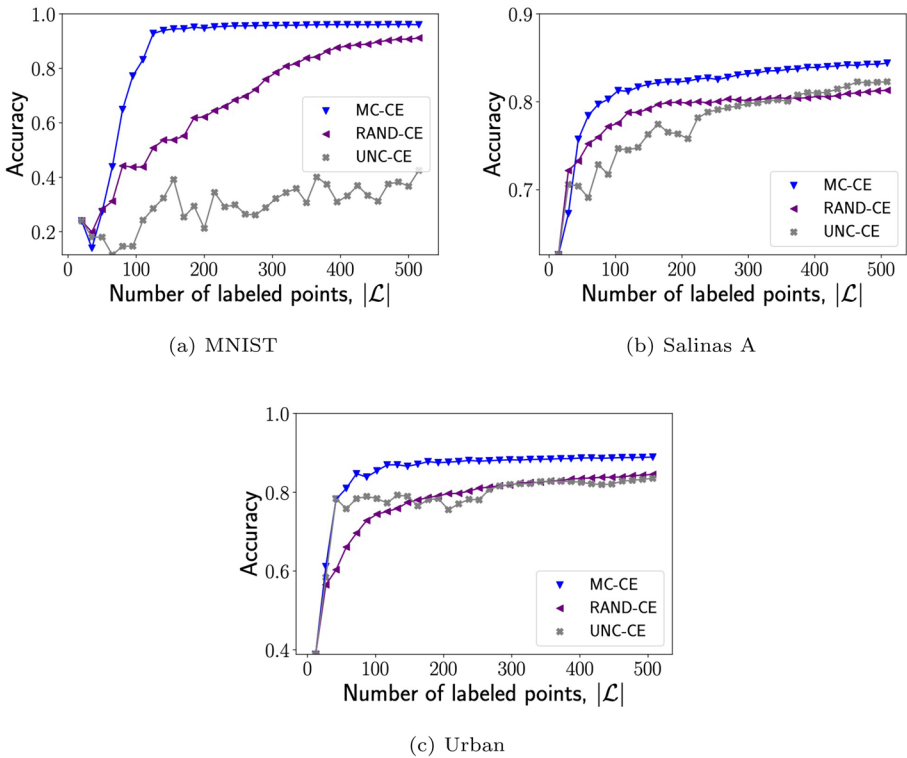 1.0
0.8
0.6
0.4
0.2
Accuracy
MC-CE
RAND-CE
UNC-CE
0 100 200 300 400 500
Number of labeled points, |ℒ|
(a) MNIST
0.9
0.8
0.7
Accuracy
MC-CE
RAND-CE
UNC-CE
0 100 200 300 400 500
Number of labeled points, |ℒ|
(b) Salinas A
1.0
0.8
0.6
0.4
Accuracy
MC-CE
RAND-CE
UNC-CE
0 100 200 300 400 500
Number of labeled points, |ℒ|
(c) Urban